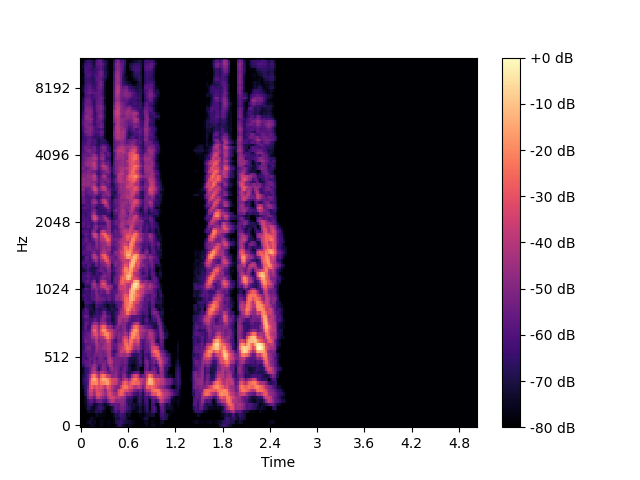 8192
4096
2048
1024
512
0
Hz
0 0.6 1.2 1.8 2.4 3 3.6 4.2 4.8
Time
+0 dB
-10 dB
-20 dB
-30 dB
-40 dB
-50 dB
-60 dB
-70 dB
-80 dB